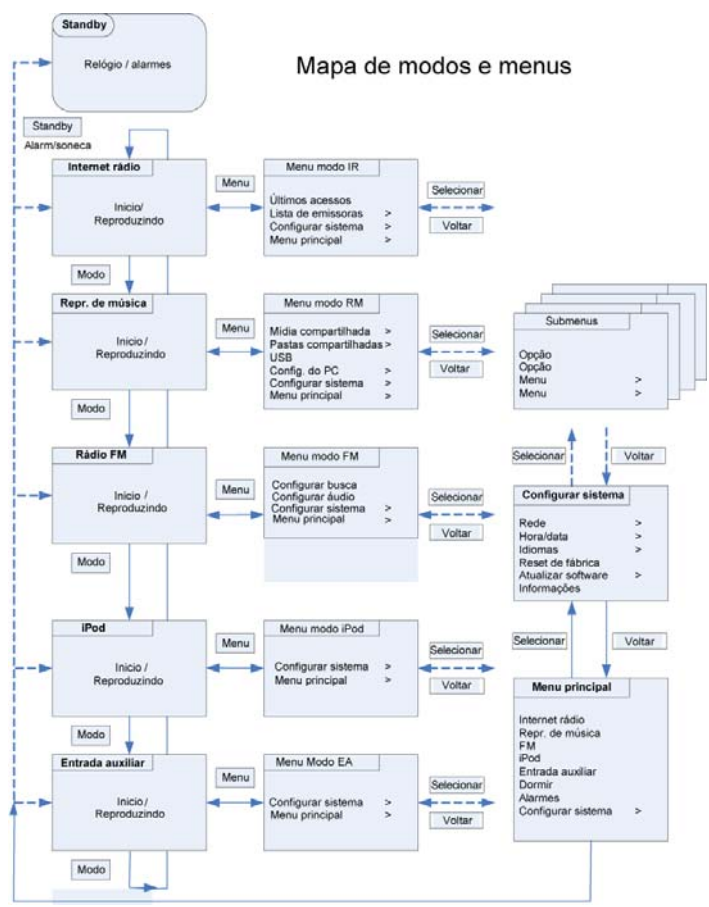 Mapa de modos e menus
Standby
Relógio / alarmes
Standby
Alarm/soneca
Internet rádio
Inicio/
Reproduzindo
Menu
Menu modo IR
Últimos acessos
Lista de emissoras >
Configurar sistema >
Menu principal >
Selecionar
Voltar
Modo
Repr. de música
Inicio /
Reproduzindo
Menu
Menu modo RM
Mídia compartilhada >
Pastas compartilhadas >
USB
Config. do PC >
Configurar sistema >
Menu principal >
Selecionar
Voltar
Submenus
Opção
Opção
Menu >
Menu >
Modo
Rádio FM
Inicio /
Reproduzindo
Menu
Menu modo FM
Configurar busca
Configurar áudio
Configurar sistema >
Menu principal >
Selecionar
Voltar
Selecionar
Voltar
Configurar sistema
Rede >
Hora/data >
Idiomas >
Reset de fábrica
Atualizar software >
Informações
Modo
iPod
Inicio /
Reproduzindo
Menu
Menu modo iPod
Configurar sistema >
Menu principal >
Selecionar
Voltar
Selecionar
Voltar
Menu principal
Internet rádio
Repr. de música
FM
iPod
Entrada auxiliar
Dormir
Alarmes
Configurar sistema >
Modo
Entrada auxiliar
Inicio /
Reproduzindo
Menu
Menu Modo EA
Configurar sistema >
Menu principal >
Selecionar
Voltar
Modo